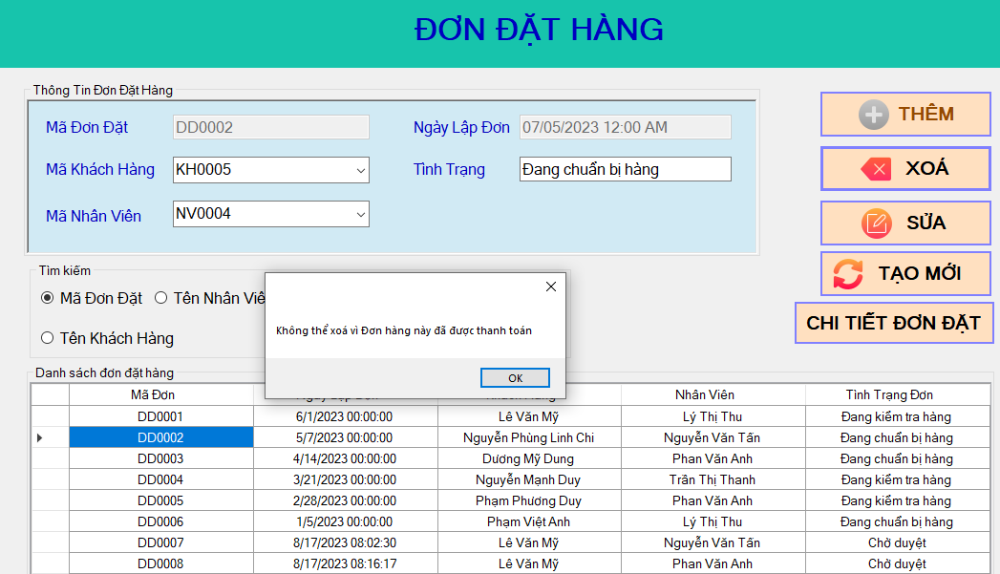 ĐƠN ĐẶT HÀNG
Thông Tin Đơn Đặt Hàng
Mã Đơn Đặt DD0002 Ngày Lập Đơn 07/05/2023 12:00 AM
Mã Khách Hàng KH0005 Tình Trạng Đang chuẩn bị hàng
Mã Nhân Viên NV0004
THÊM
XOÁ
SỬA
TẠO MỚI
CHI TIẾT ĐƠN ĐẶT
Tìm kiếm
Mã Đơn Đặt Tên Nhân Viê
Tên Khách Hàng
Không thể xoá vì Đơn hàng này đã được thanh toán
OK
Danh sách đơn đặt hàng
Mã Đơn Nhân Viên Tình Trạng Đơn
DD0001 6/1/2023 00:00:00 Lê Văn Mỹ Lý Thị Thu Đang kiểm tra hàng
DD0002 5/7/2023 00:00:00 Nguyễn Phùng Linh Chi Nguyễn Văn Tấn Đang chuẩn bị hàng
DD0003 4/14/2023 00:00:00 Dương Mỹ Dung Phan Văn Anh Đang chuẩn bị hàng
DD0004 3/21/2023 00:00:00 Nguyễn Mạnh Duy Trần Thị Thanh Đang kiểm tra hàng
DD0005 2/28/2023 00:00:00 Phạm Phương Duy Phan Văn Anh Đang kiểm tra hàng
DD0006 1/5/2023 00:00:00 Phạm Việt Anh Lý Thị Thu Đang chuẩn bị hàng
DD0007 8/17/2023 08:02:30 Lê Văn Mỹ Nguyễn Văn Tấn Chờ duyệt
DD0008 8/17/2023 08:16:17 Lê Văn Mỹ Phan Văn Anh Chờ duyệt